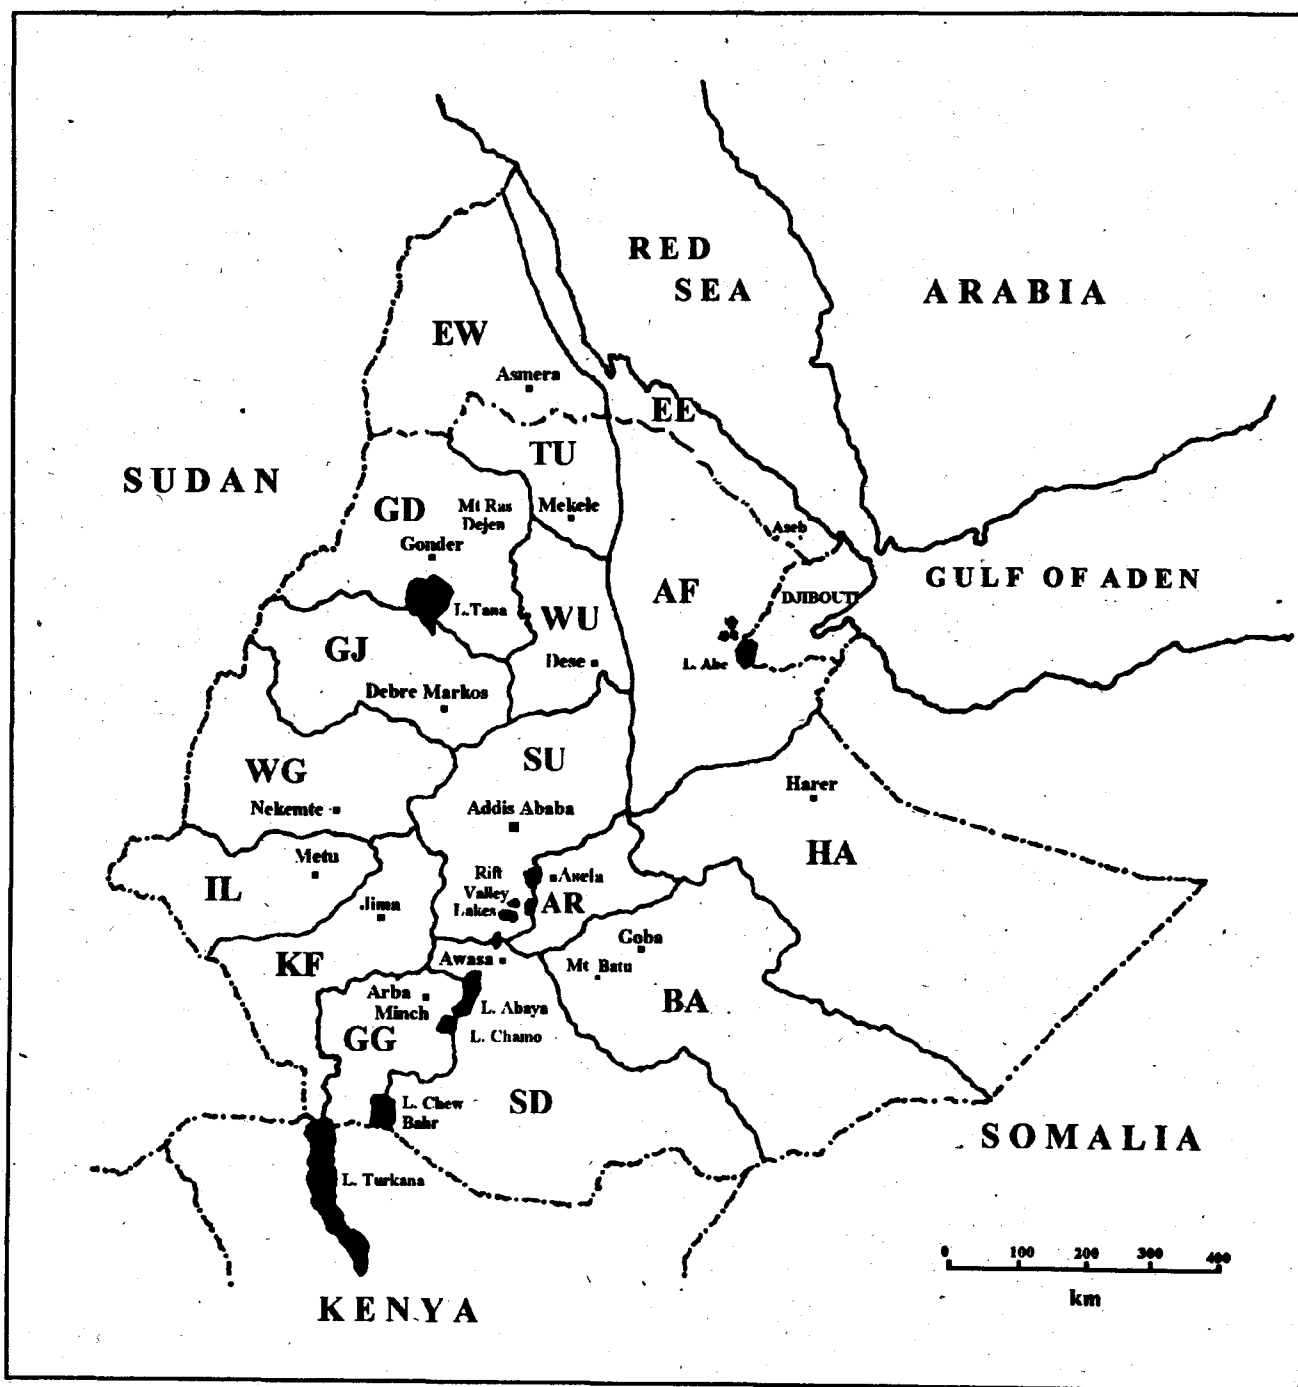 RED
SEA
ARABIA
EW
Asmera
EE
SUDAN
TU
GD
Mt Ras
Dejen
Mekele
Gonder
Aseb
GULF OF ADEN
AF
DJIBOUTI
L. Tana
WU
GJ
Dese
L. Abe
Debre Markos
WG
SU
Nekemte
Addis Ababa
Harer
HA
Metu
IL
Rift
Valley
Lakes
Asela
AR
Jima
KF
Awasa
Goba
Mt Batu
Arba
Minch
BA
L. Abaya
L. Chamo
GG
SD
L. Chew
Bahr
SOMALIA
L. Turkana
0 100 200 300 400
km
KENYA